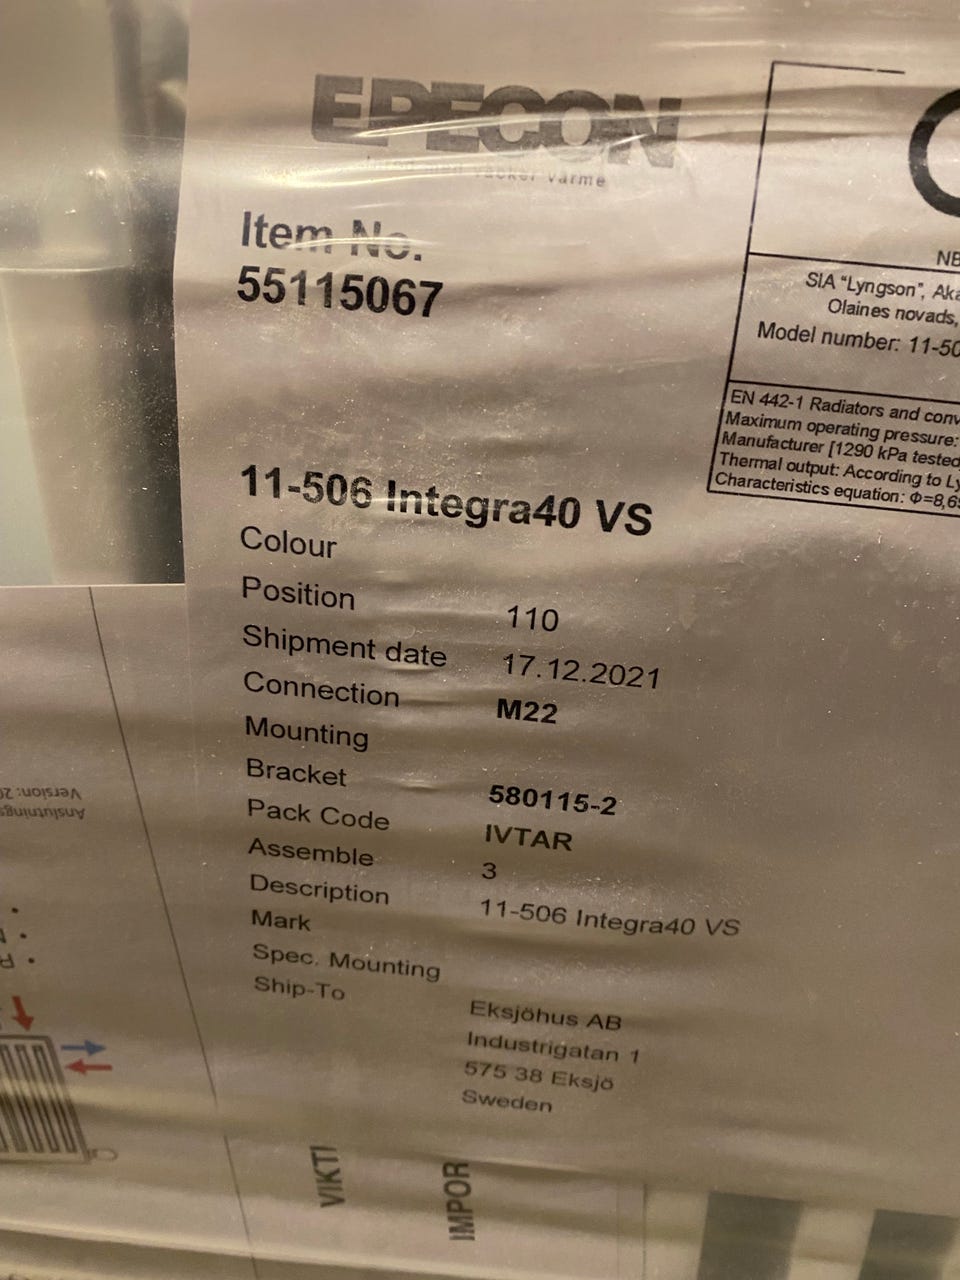 EPECON
värme
Item No.
55115067
NB
SIA "Lyngson", Aka
Olaines novads,
Model number: 11-50
EN 442-1 Radiators and conv
Maximum operating pressure:
Manufacturer [1290 kPa tested
Thermal output: According to Ly
Characteristics equation: Φ=8,6
11-506 Integra40 VS
Colour
Position 110
Shipment date 17.12.2021
Connection M22
Mounting
Bracket 580115-2
Pack Code IVTAR
Assemble 3
Description 11-506 Integra40 VS
Mark
Spec. Mounting
Ship-To Eksjöhus AB
Industrigatan 1
575 38 Eksjö
Sweden
Anslutnings
Version: 2
VIKTI
IMPOR